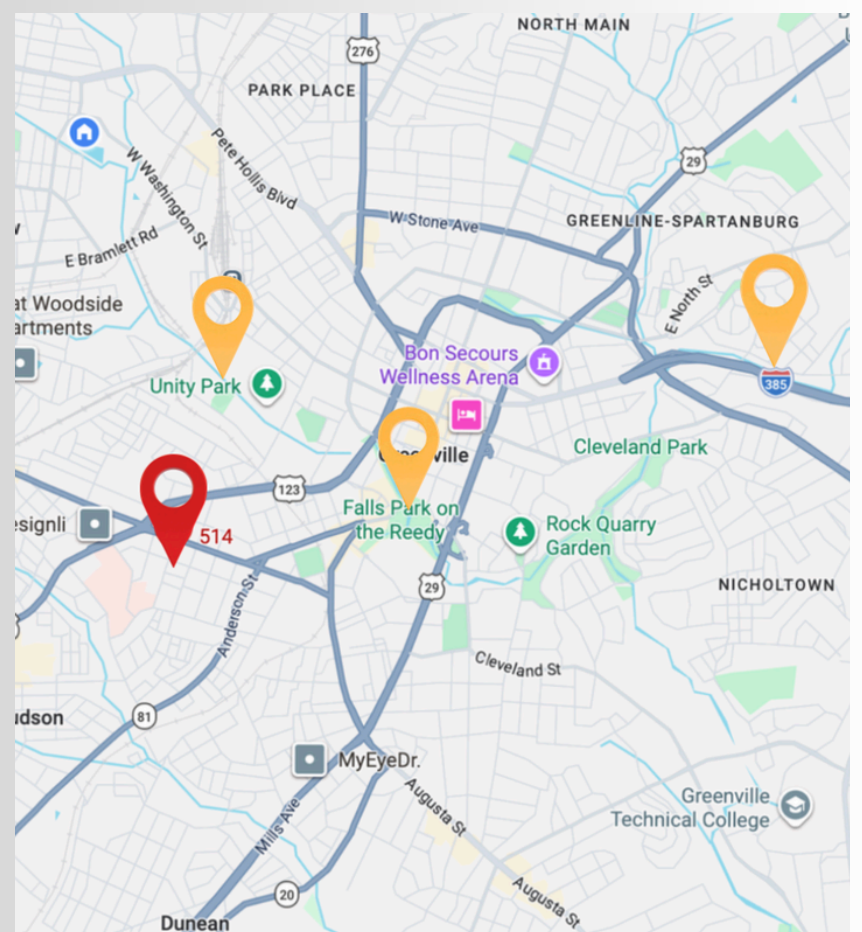 NORTH MAIN
276
PARK PLACE
29
Pete Hollis Blvd
W Washington St
W Stone Ave
GREENLINE-SPARTANBURG
E Bramlett Rd
E North St
at Woodside
artments
Bon Secours
Wellness Arena
Unity Park
385
Cleveland Park
123
Falls Park on
the Reedy
esignli
514
Rock Quarry
Garden
29
NICHOLTOWN
Anderson St
Cleveland St
81
udson
MyEyeDr.
Greenville
Technical College
Augusta St
Mills Ave
20
Augusta St
Dunean